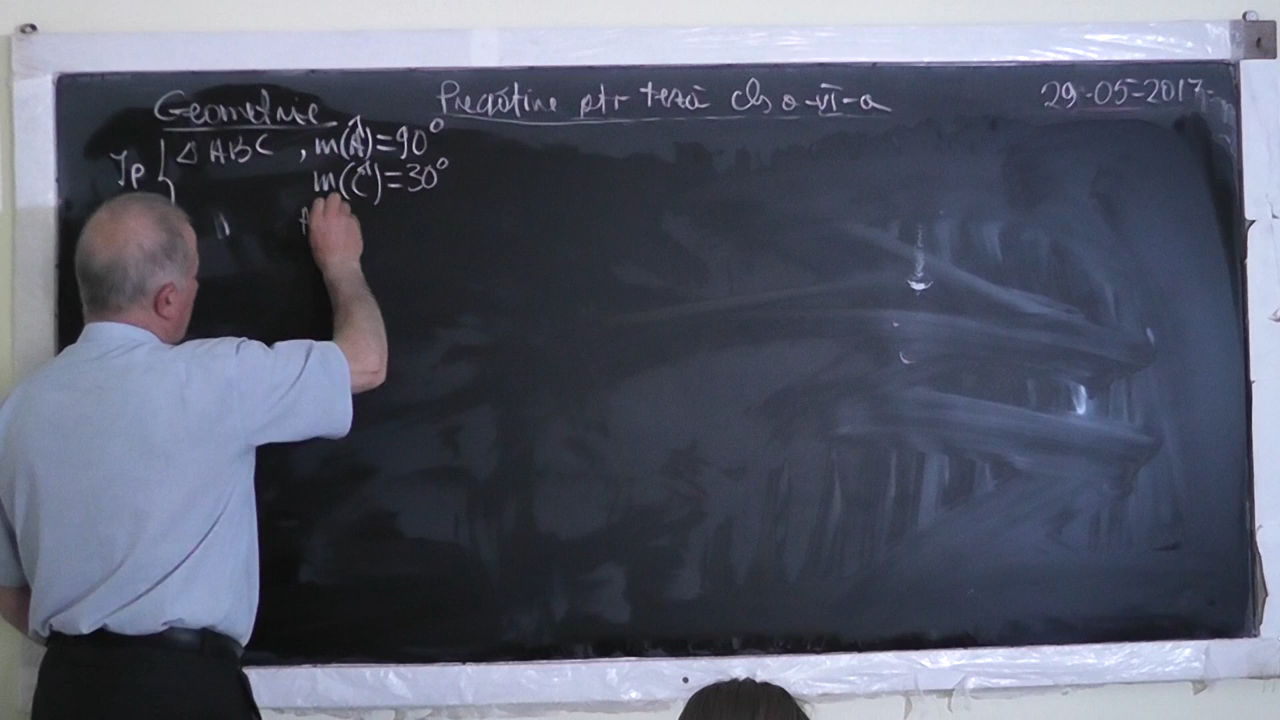 Geometrie Pregătire ptr teză cls a-VI-a 29-05-2017
Ip { △ ABC , m(Â)=90°
m(Ĉ)=30°